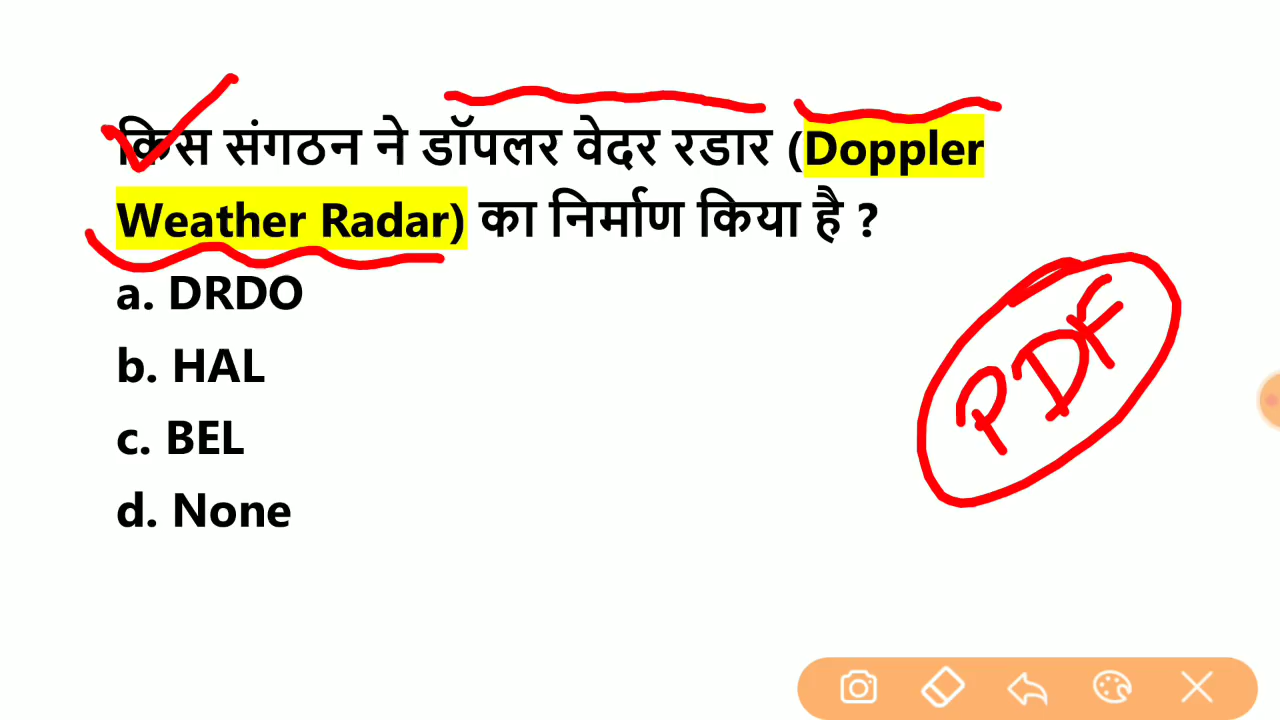 किस संगठन ने डॉपलर वेदर रडार (Doppler
Weather Radar) का निर्माण किया है ?
a. DRDO
b. HAL
c. BEL
d. None
PDF